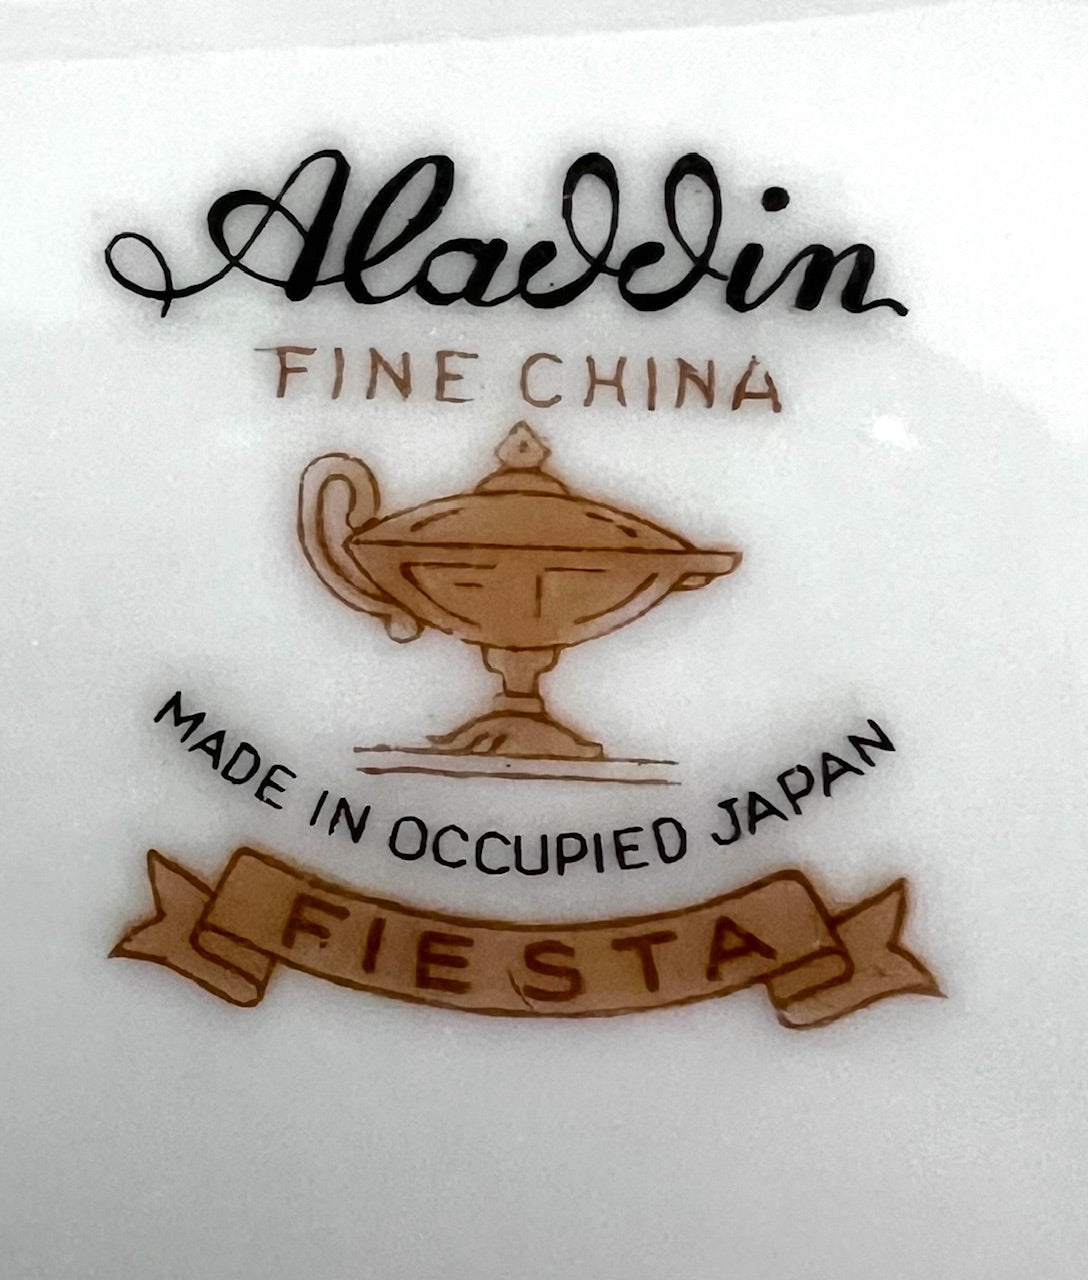 Aladdin
FINE CHINA
MADE IN OCCUPIED JAPAN
FIESTA